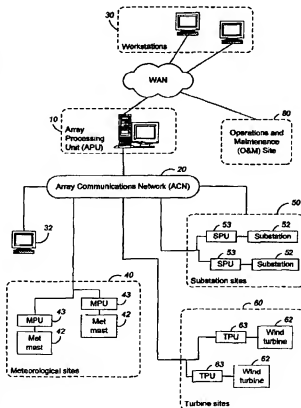 30
Workstations
WAN
10
Array
Processing
Unit (APU)
80
Operations and
Maintenance
(O&M) Site
20
Array Communications Network (ACN)
32
50
53
52
SPU
Substation
53
52
SPU
Substation
Substation sites
40
43
MPU
43
42
MPU
Met
mast
42
Met
mast
Meteorological sites
60
63
62
TPU
Wind
turbine
63
62
TPU
Wind
turbine
Turbine sites